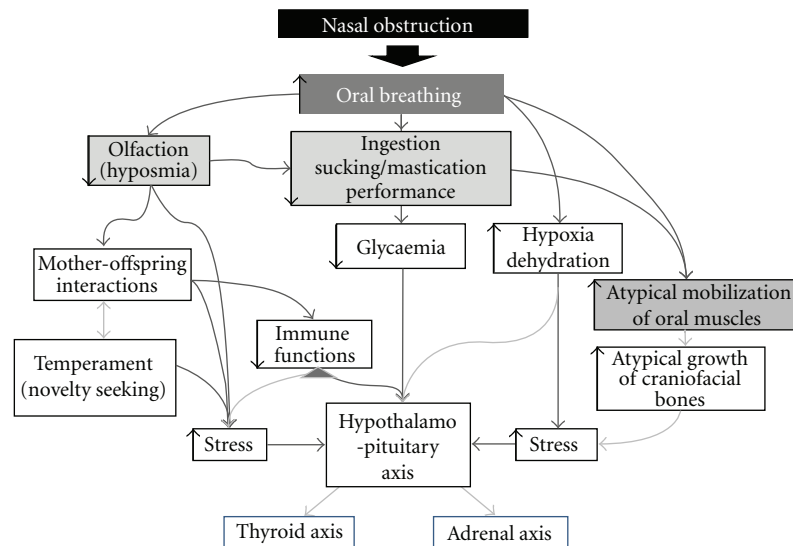 Nasal obstruction
Oral breathing
Olfaction
(hyposmia)
Ingestion
sucking/mastication
performance
Glycaemia
Hypoxia
dehydration
Mother-offspring
interactions
Atypical mobilization
of oral muscles
Immune
functions
Temperament
(novelty seeking)
Atypical growth
of craniofacial
bones
Stress
Hypothalamo
-pituitary
axis
Stress
Thyroid axis
Adrenal axis